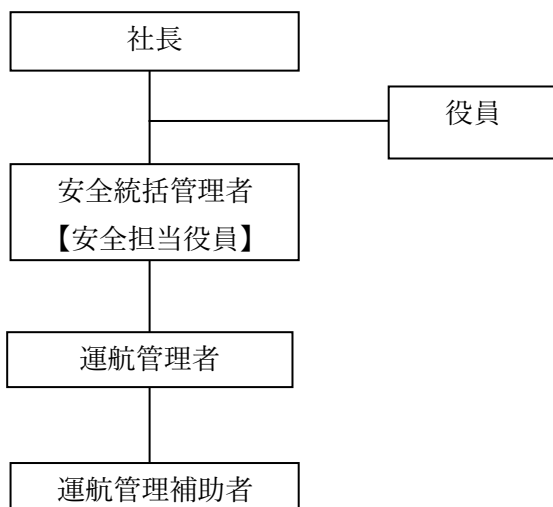 社長
役員
安全統括管理者
【安全担当役員】
運航管理者
運航管理補助者